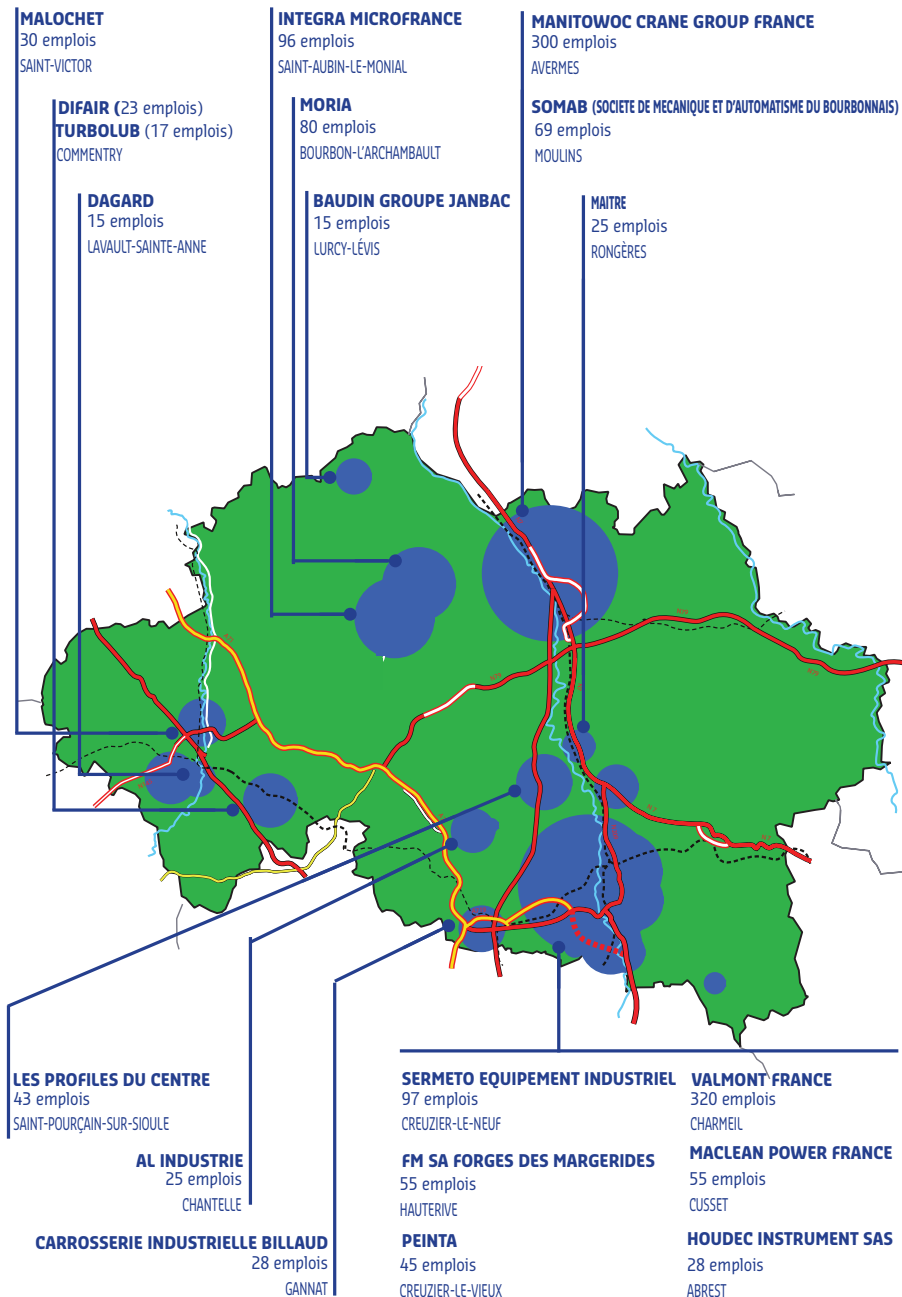 MALOCHET
30 emplois
SAINT-VICTOR
INTEGRA MICROFRANCE
96 emplois
SAINT-AUBIN-LE-MONIAL
MANITOWOC CRANE GROUP FRANCE
300 emplois
AVERMES
DIFAIR (23 emplois)
TURBOLUB (17 emplois)
COMMENTRY
MORIA
80 emplois
BOURBON-L'ARCHAMBAULT
SOMAB (SOCIETE DE MECANIQUE ET D'AUTOMATISME DU BOURBONNAIS)
69 emplois
MOULINS
DAGARD
15 emplois
LAVAULT-SAINTE-ANNE
BAUDIN GROUPE JANBAC
15 emplois
LURCY-LÉVIS
MAITRE
25 emplois
RONGÈRES
LES PROFILES DU CENTRE
43 emplois
SAINT-POURÇAIN-SUR-SIOULE
AL INDUSTRIE
25 emplois
CHANTELLE
CARROSSERIE INDUSTRIELLE BILLAUD
28 emplois
GANNAT
SERMETO EQUIPEMENT INDUSTRIEL
97 emplois
CREUZIER-LE-NEUF
VALMONT FRANCE
320 emplois
CHARMEIL
FM SA FORGES DES MARGERIDES
55 emplois
HAUTERIVE
MACLEAN POWER FRANCE
55 emplois
CUSSET
PEINTA
45 emplois
CREUZIER-LE-VIEUX
HOUDEC INSTRUMENT SAS
28 emplois
ABREST